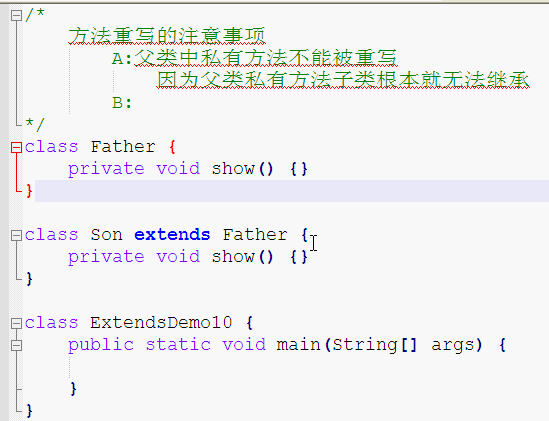 /*
方法重写的注意事项
A:父类中私有方法不能被重写
因为父类私有方法子类根本就无法继承
B:
*/
class Father {
private void show() {}
}
class Son extends Father {
private void show() {}
}
class ExtendsDemo10 {
public static void main(String[] args) {
}
}